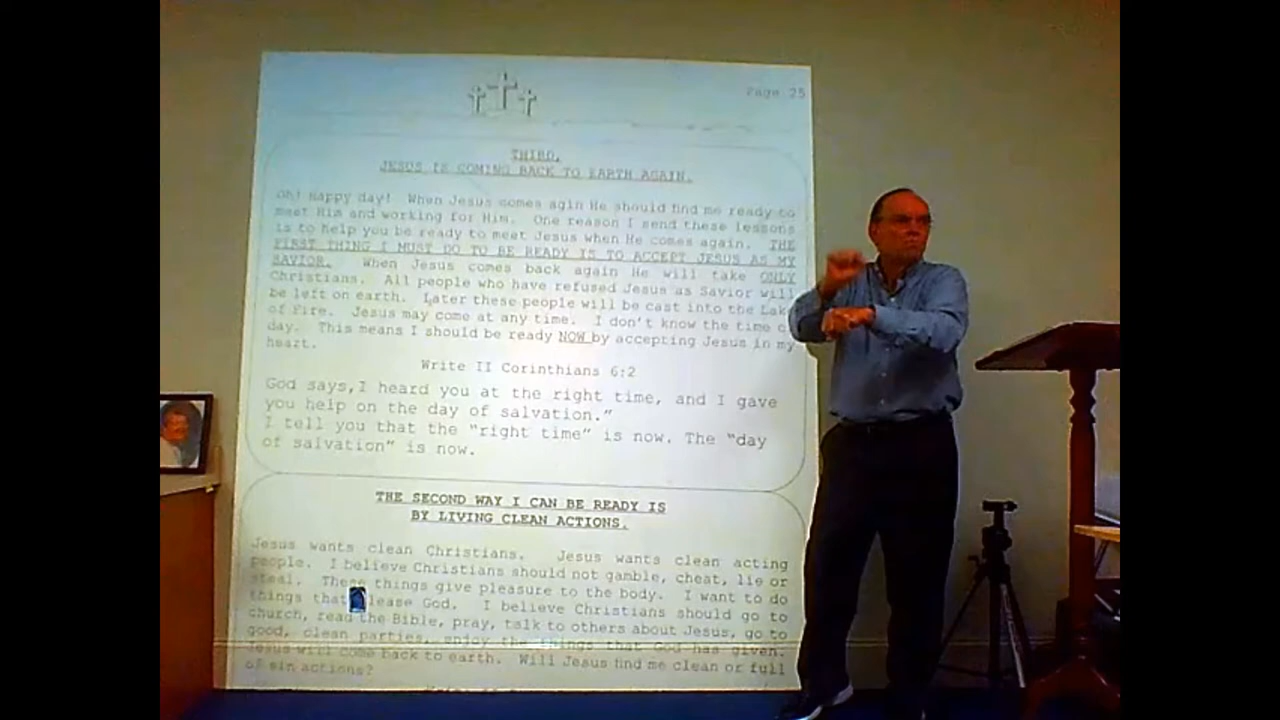 Page 25
THIRD,
JESUS IS COMING BACK TO EARTH AGAIN.
Oh! Happy day! When Jesus comes agin He should find me ready to
meet Him and working for Him. One reason I send these lessons
is to help you be ready to meet Jesus when He comes again. THE
FIRST THING I MUST DO TO BE READY IS TO ACCEPT JESUS AS MY
SAVIOR. When Jesus comes back again He will take ONLY
Christians. All people who have refused Jesus as Savior will
be left on earth. Later these people will be cast into the Lake
of Fire. Jesus may come at any time. I don't know the time or
day. This means I should be ready NOW by accepting Jesus in my
heart.
Write II Corinthians 6:2
God says,I heard you at the right time, and I gave
you help on the day of salvation."
I tell you that the "right time" is now. The "day
of salvation" is now.
THE SECOND WAY I CAN BE READY IS
BY LIVING CLEAN ACTIONS.
Jesus wants clean Christians. Jesus wants clean acting
people. I believe Christians should not gamble, cheat, lie or
steal. These things give pleasure to the body. I want to do
things that please God. I believe Christians should go to
church, read the Bible, pray, talk to others about Jesus, go to
good, clean parties, enjoy the things that God has given.
Jesus will come back to earth. Will Jesus find me clean or full
of sin actions?